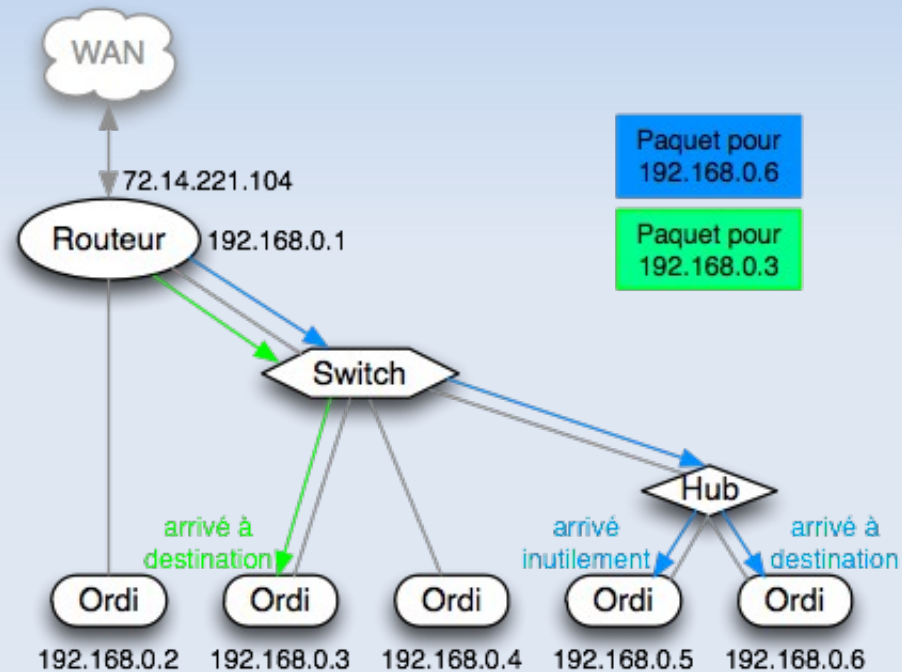 WAN
72.14.221.104
Routeur
192.168.0.1
Paquet pour
192.168.0.6
Paquet pour
192.168.0.3
Switch
Hub
arrivé à
destination
arrivé
inutilement
arrivé à
destination
Ordi
Ordi
Ordi
Ordi
Ordi
192.168.0.2
192.168.0.3
192.168.0.4
192.168.0.5
192.168.0.6